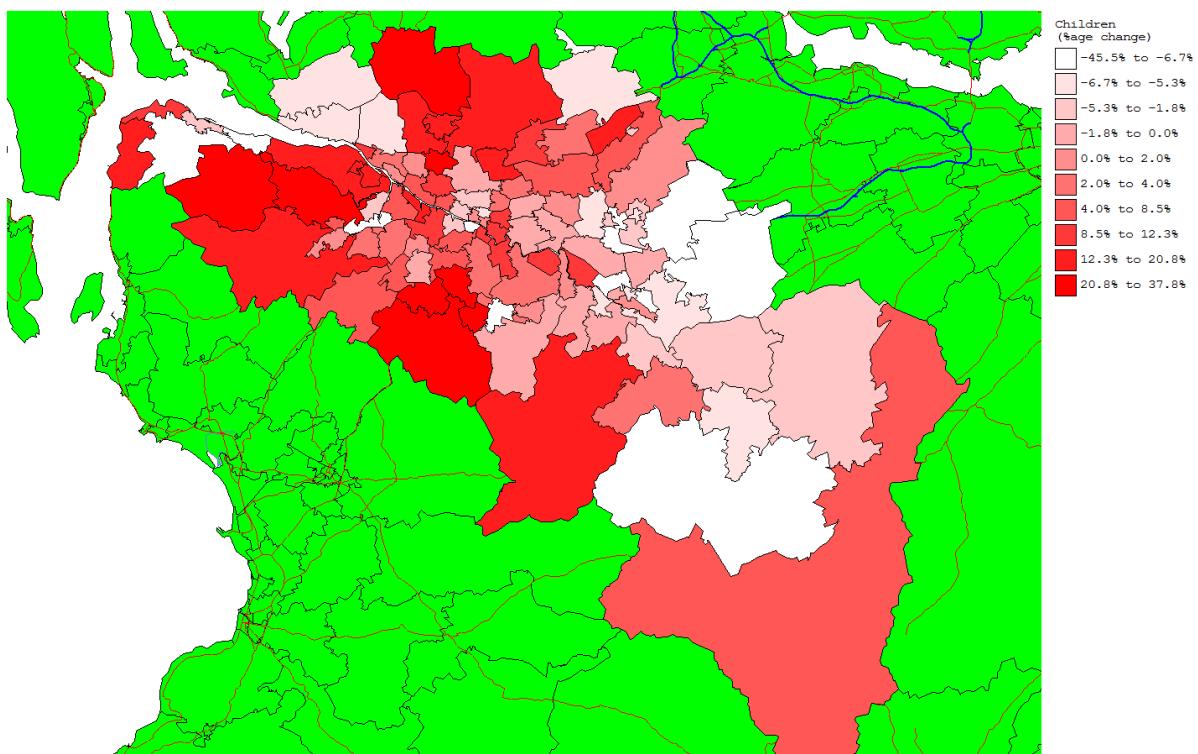 Children
(%age change)
-45.5% to -6.7%
-6.7% to -5.3%
-5.3% to -1.8%
-1.8% to 0.0%
0.0% to 2.0%
2.0% to 4.0%
4.0% to 8.5%
8.5% to 12.3%
12.3% to 20.8%
20.8% to 37.8%